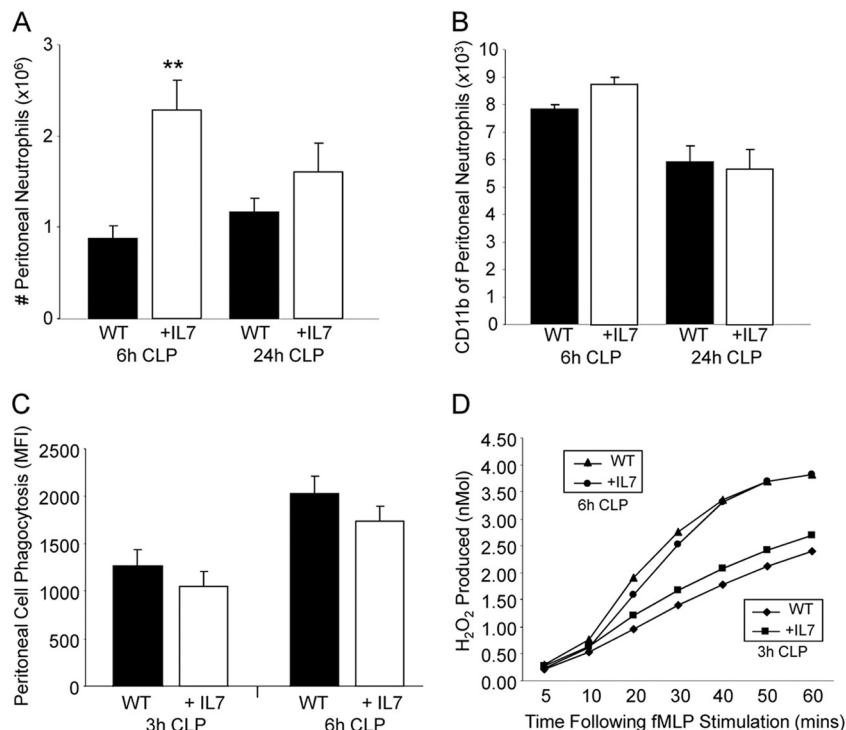 A
# Peritoneal Neutrophils (x10⁶)
3
2
1
0
**
WT +IL7 WT +IL7
6h CLP 24h CLP
B
CD11b of Peritoneal Neutrophils (x10³)
10
9
8
7
6
5
4
3
2
1
0
WT +IL7 WT +IL7
6h CLP 24h CLP
C
Peritoneal Cell Phagocytosis (MFI)
2500
2000
1500
1000
500
0
WT + IL7 WT + IL7
3h CLP 6h CLP
D
H₂O₂ Produced (nMol)
4.50
4.00
3.50
3.00
2.50
2.00
1.50
1.00
0.50
0.00
WT
+IL7
6h CLP
WT
+IL7
3h CLP
5 10 20 30 40 50 60
Time Following fMLP Stimulation (mins)